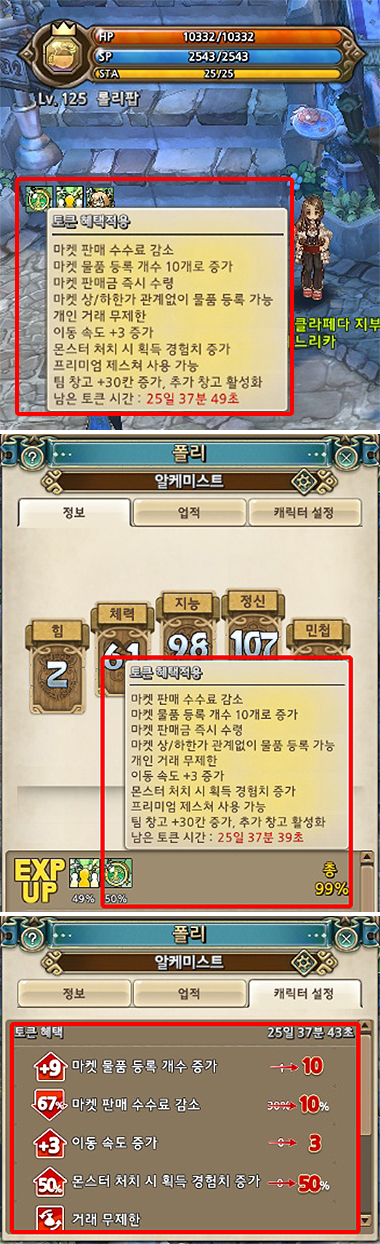 HP 10332/10332
SP 2543/2543
STA 25/25
Lv. 125 롤리팝
토큰 혜택적용
마켓 판매 수수료 감소
마켓 물품 등록 개수 10개로 증가
마켓 판매금 즉시 수령
마켓 상/하한가 관계없이 물품 등록 가능
개인 거래 무제한
이동 속도 +3 증가
몬스터 처치 시 획득 경험치 증가
프리미엄 제스쳐 사용 가능
팀 창고 +30칸 증가, 추가 창고 활성화
남은 토큰 시간 : 25일 37분 49초
클라페다 지부
느리카
폴리
알케미스트
정보 업적 캐릭터 설정
힘 체력 지능 정신 민첩
2 61 98 107
토큰 혜택적용
마켓 판매 수수료 감소
마켓 물품 등록 개수 10개로 증가
마켓 판매금 즉시 수령
마켓 상/하한가 관계없이 물품 등록 가능
개인 거래 무제한
이동 속도 +3 증가
몬스터 처치 시 획득 경험치 증가
프리미엄 제스쳐 사용 가능
팀 창고 +30칸 증가, 추가 창고 활성화
남은 토큰 시간 : 25일 37분 39초
EXP UP 49% 50% 총 99%
폴리
알케미스트
정보 업적 캐릭터 설정
토큰 혜택 25일 37분 43초
+9 마켓 물품 등록 개수 증가 10
67% 마켓 판매 수수료 감소 30% 10%
+3 이동 속도 증가 3
50% 몬스터 처치 시 획득 경험치 증가 50%
거래 무제한